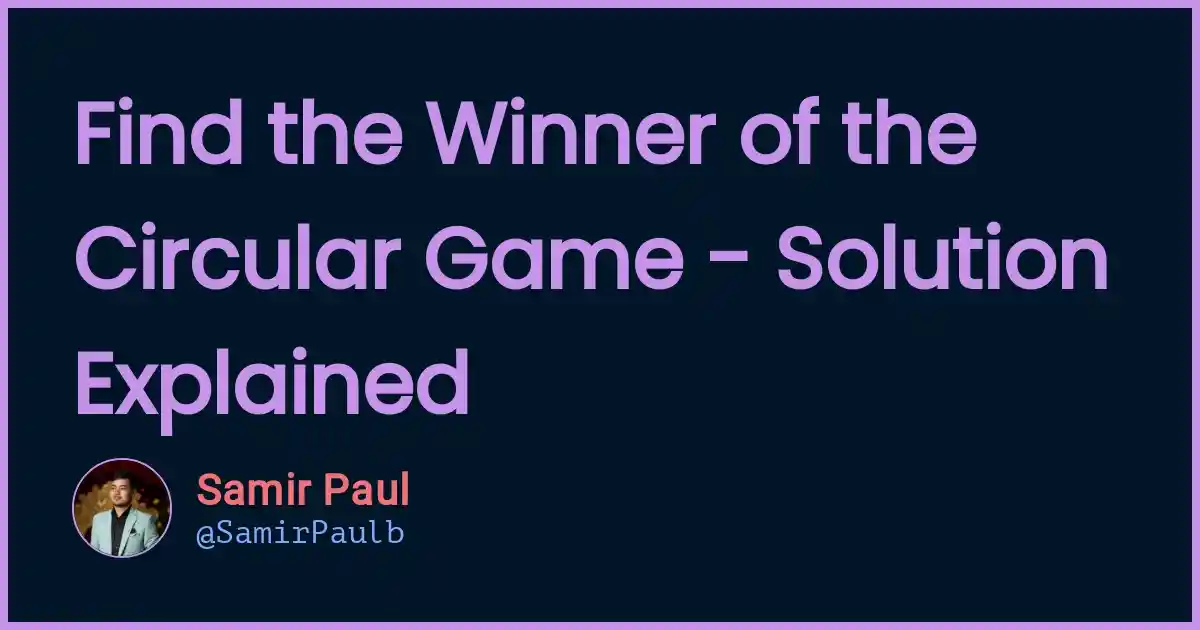 Find the Winner of the
Circular Game - Solution
Explained
Samir Paul
@SamirPaulb